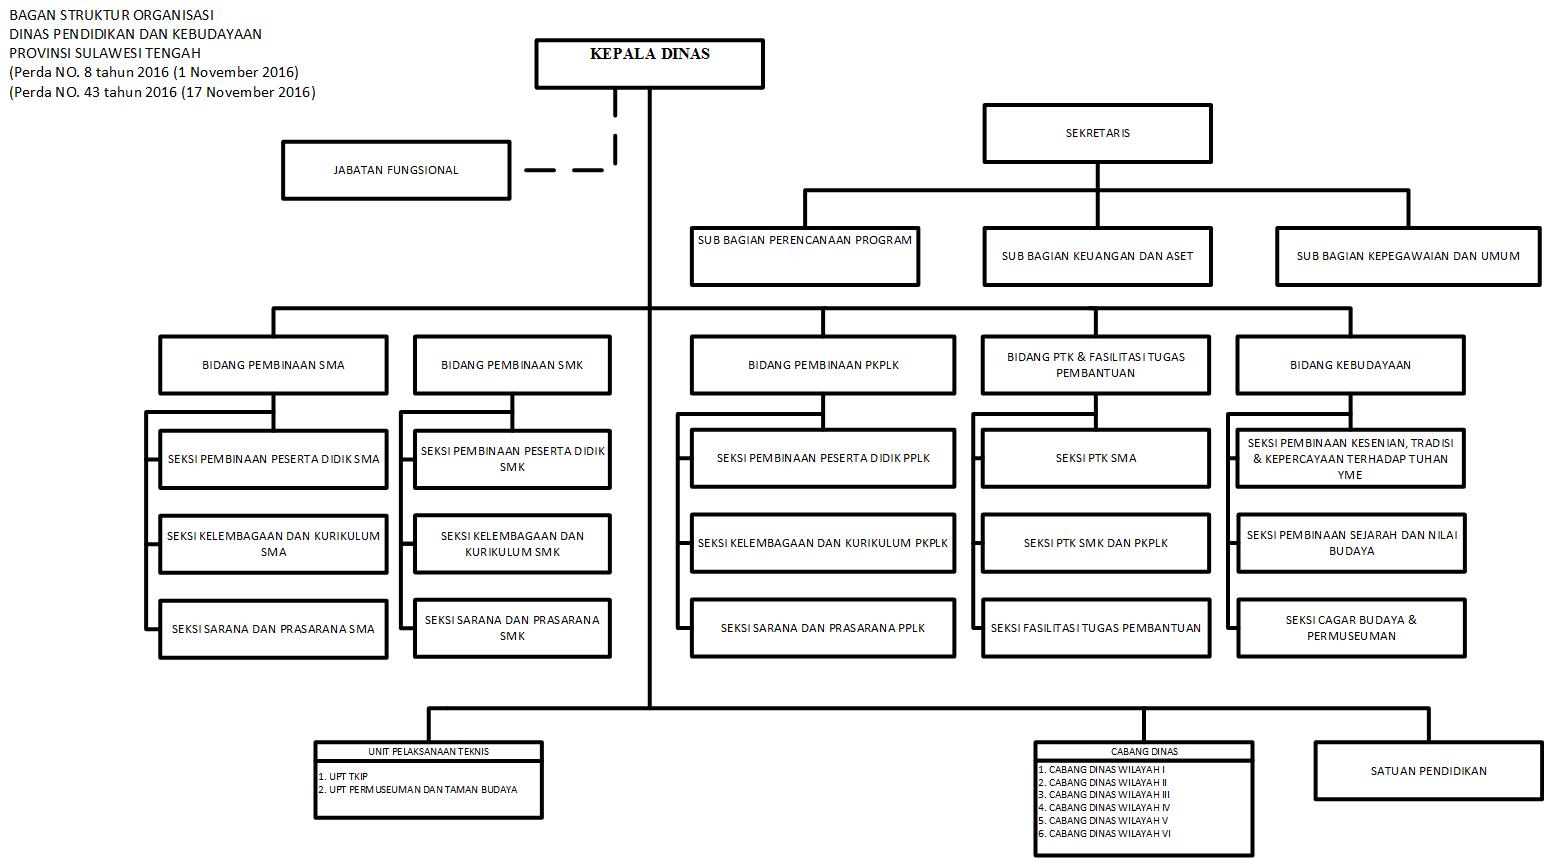 BAGAN STRUKTUR ORGANISASI
DINAS PENDIDIKAN DAN KEBUDAYAAN
PROVINSI SULAWESI TENGAH
(Perda NO. 8 tahun 2016 (1 November 2016)
(Perda NO. 43 tahun 2016 (17 November 2016)
KEPALA DINAS
SEKRETARIS
JABATAN FUNGSIONAL
SUB BAGIAN PERENCANAAN PROGRAM
SUB BAGIAN KEUANGAN DAN ASET
SUB BAGIAN KEPEGAWAIAN DAN UMUM
BIDANG PEMBINAAN SMA
BIDANG PEMBINAAN SMK
BIDANG PEMBINAAN PKPLK
BIDANG PTK & FASILITASI TUGAS
PEMBANTUAN
BIDANG KEBUDAYAAN
SEKSI PEMBINAAN PESERTA DIDIK SMA
SEKSI PEMBINAAN PESERTA DIDIK
SMK
SEKSI PEMBINAAN PESERTA DIDIK PPLK
SEKSI PTK SMA
SEKSI PEMBINAAN KESENIAN, TRADISI
& KEPERCAYAAN TERHADAP TUHAN
YME
SEKSI KELEMBAGAAN DAN KURIKULUM
SMA
SEKSI KELEMBAGAAN DAN
KURIKULUM SMK
SEKSI KELEMBAGAAN DAN KURIKULUM PKPLK
SEKSI PTK SMK DAN PKPLK
SEKSI PEMBINAAN SEJARAH DAN NILAI
BUDAYA
SEKSI SARANA DAN PRASARANA SMA
SEKSI SARANA DAN PRASARANA
SMK
SEKSI SARANA DAN PRASARANA PPLK
SEKSI FASILITASI TUGAS PEMBANTUAN
SEKSI CAGAR BUDAYA &
PERMUSEUMAN
UNIT PELAKSANAAN TEKNIS
1. UPT TKIP
2. UPT PERMUSEUMAN DAN TAMAN BUDAYA
CABANG DINAS
1. CABANG DINAS WILAYAH I
2. CABANG DINAS WILAYAH II
3. CABANG DINAS WILAYAH III
4. CABANG DINAS WILAYAH IV
5. CABANG DINAS WILAYAH V
6. CABANG DINAS WILAYAH VI
SATUAN PENDIDIKAN